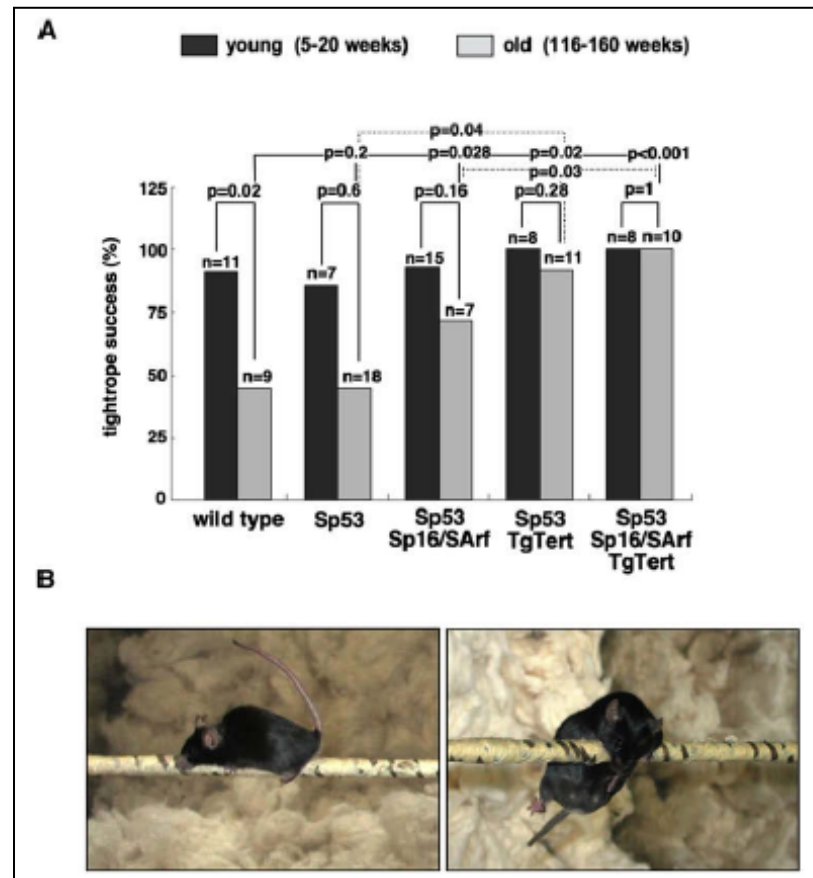 A
young (5-20 weeks) old (116-160 weeks)
p=0.04
p=0.2 p=0.028 p=0.02 p<0.001
p=0.03
p=0.02 p=0.6 p=0.16 p=0.28 p=1
tightrope success (%)
125
100
75
50
25
0
n=11
n=9
n=7
n=18
n=15
n=7
n=8
n=11
n=8 n=10
wild type
Sp53
Sp53
Sp16/SArf
Sp53
TgTert
Sp53
Sp16/SArf
TgTert
B